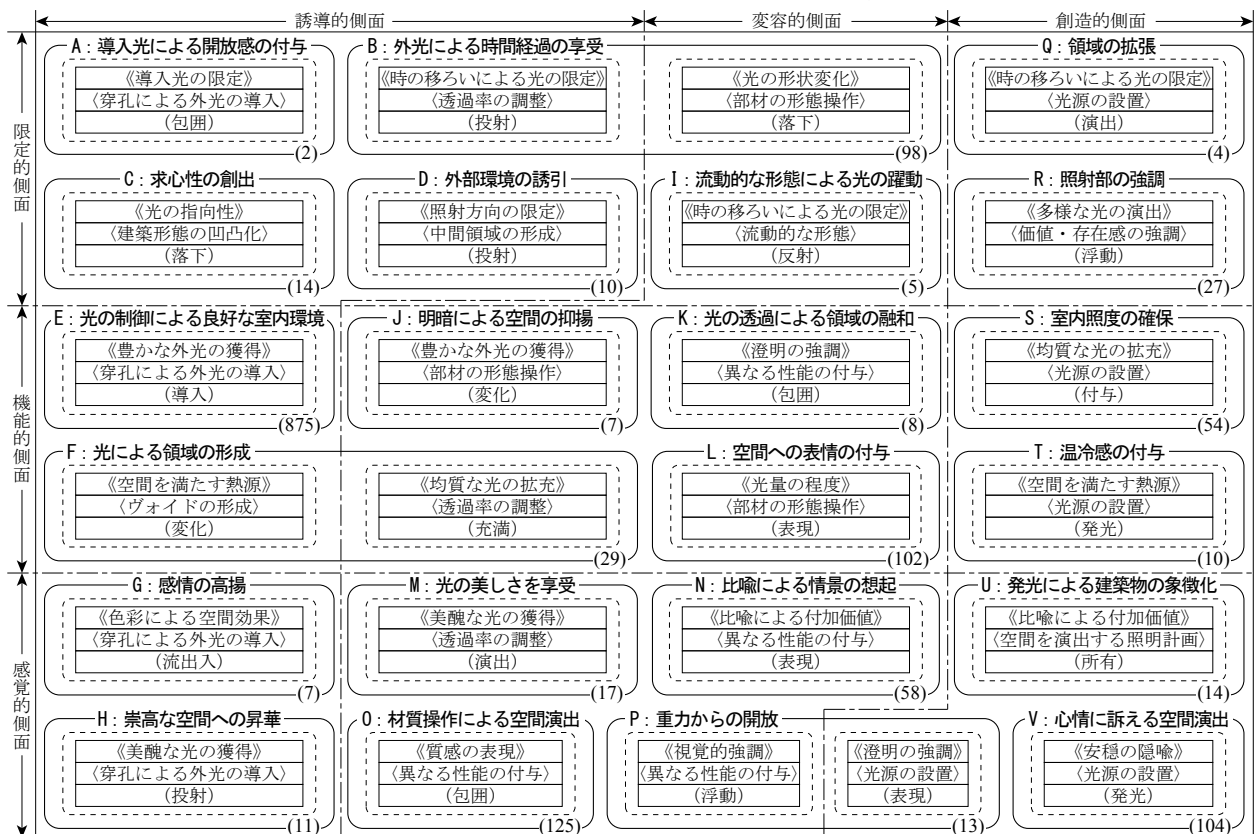 誘導的側面
変容的側面
創造的側面
限定的側面
A：導入光による開放感の付与
《導入光の限定》
〈穿孔による外光の導入〉
(包囲)
(2)
B：外光による時間経過の享受
《時の移ろいによる光の限定》
〈透過率の調整〉
(投射)
《光の形状変化》
〈部材の形態操作〉
(落下)
(98)
Q：領域の拡張
《時の移ろいによる光の限定》
〈光源の設置〉
(演出)
(4)
C：求心性の創出
《光の指向性》
〈建築形態の凹凸化〉
(落下)
(14)
D：外部環境の誘引
《照射方向の限定》
〈中間領域の形成〉
(投射)
(10)
I：流動的な形態による光の躍動
《時の移ろいによる光の限定》
〈流動的な形態〉
(反射)
(5)
R：照射部の強調
《多様な光の演出》
〈価値・存在感の強調〉
(浮動)
(27)
機能的側面
E：光の制御による良好な室内環境
《豊かな外光の獲得》
〈穿孔による外光の導入〉
(導入)
(875)
J：明暗による空間の抑揚
《豊かな外光の獲得》
〈部材の形態操作〉
(変化)
(7)
K：光の透過による領域の融和
《澄明の強調》
〈異なる性能の付与〉
(包囲)
(8)
S：室内照度の確保
《均質な光の拡充》
〈光源の設置〉
(付与)
(54)
F：光による領域の形成
《空間を満たす熱源》
〈ヴォイドの形成〉
(変化)
《均質な光の拡充》
〈透過率の調整〉
(充満)
(29)
L：空間への表情の付与
《光量の程度》
〈部材の形態操作〉
(表現)
(102)
T：温冷感の付与
《空間を満たす熱源》
〈光源の設置〉
(発光)
(10)
感覚的側面
G：感情の高揚
《色彩による空間効果》
〈穿孔による外光の導入〉
(流出入)
(7)
M：光の美しさを享受
《美醜な光の獲得》
〈透過率の調整〉
(演出)
(17)
N：比喩による情景の想起
《比喩による付加価値》
〈異なる性能の付与〉
(表現)
(58)
U：発光による建築物の象徴化
《比喩による付加価値》
〈空間を演出する照明計画〉
(所有)
(14)
H：崇高な空間への昇華
《美醜な光の獲得》
〈穿孔による外光の導入〉
(投射)
(11)
O：材質操作による空間演出
《質感の表現》
〈異なる性能の付与〉
(包囲)
(125)
P：重力からの開放
《視覚的強調》
〈異なる性能の付与〉
(浮動)
《澄明の強調》
〈光源の設置〉
(表現)
(13)
V：心情に訴える空間演出
《安穏の隠喩》
〈光源の設置〉
(発光)
(104)